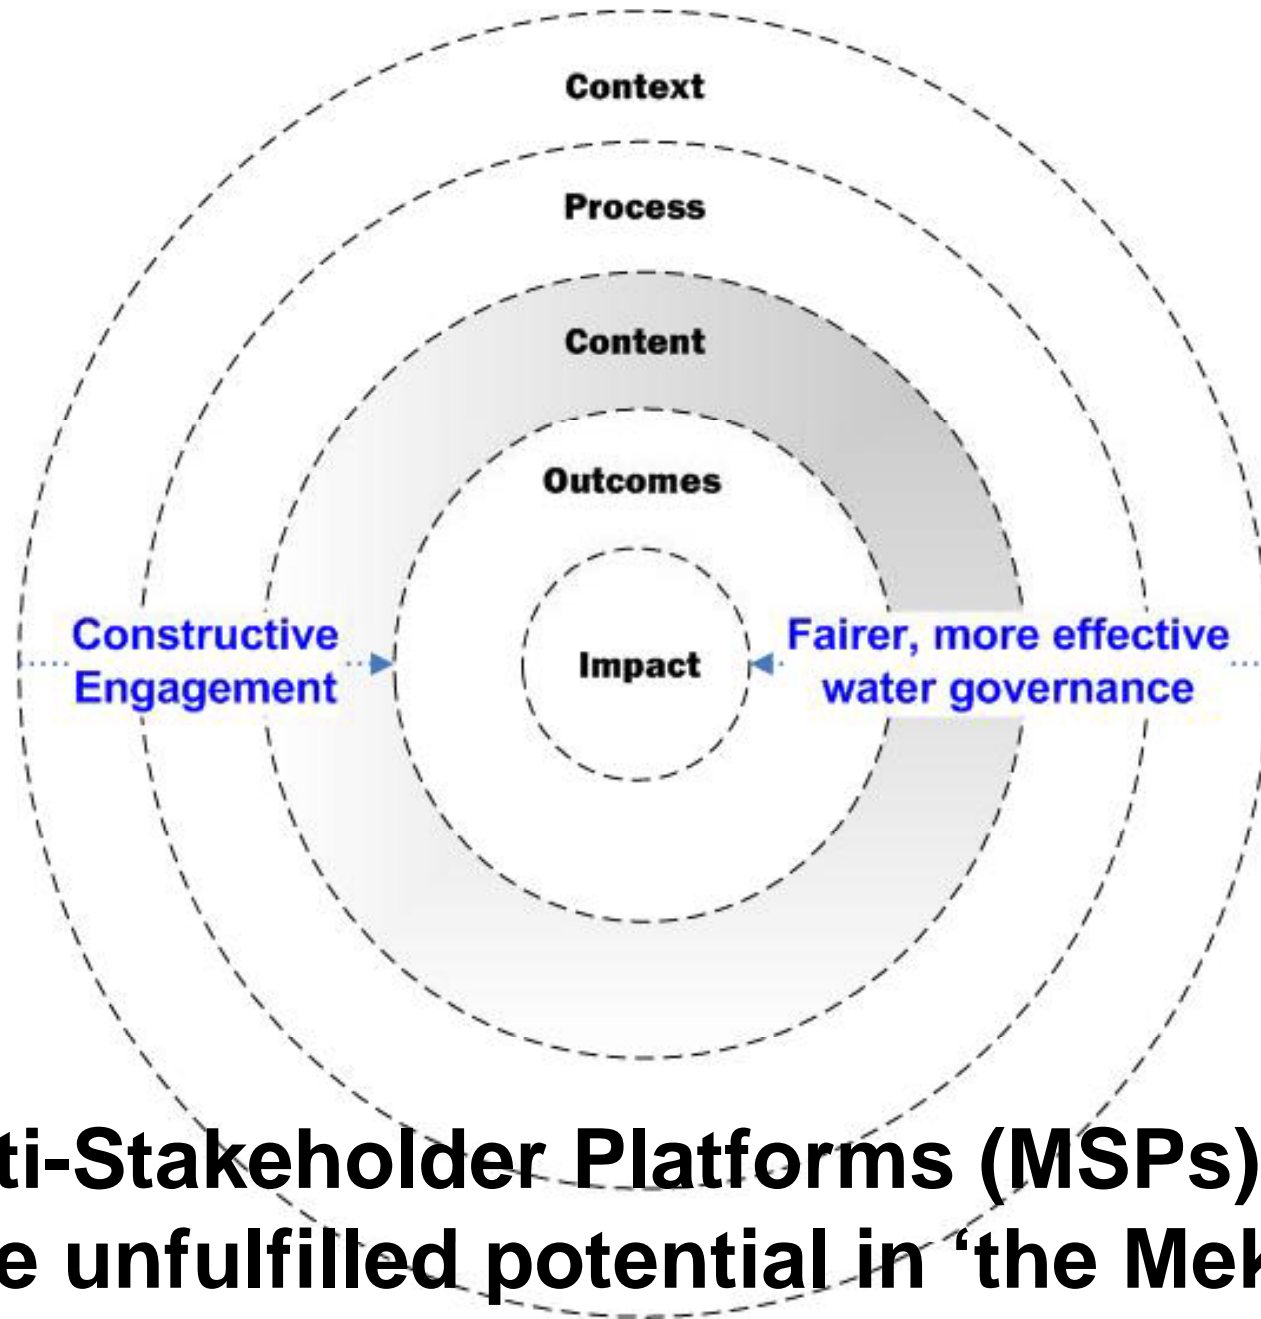 Context
Process
Content
Outcomes
Constructive
Engagement
Impact
Fairer, more effective
water governance
ti-Stakeholder Platforms (MSPs)
e unfulfilled potential in ‘the Mek